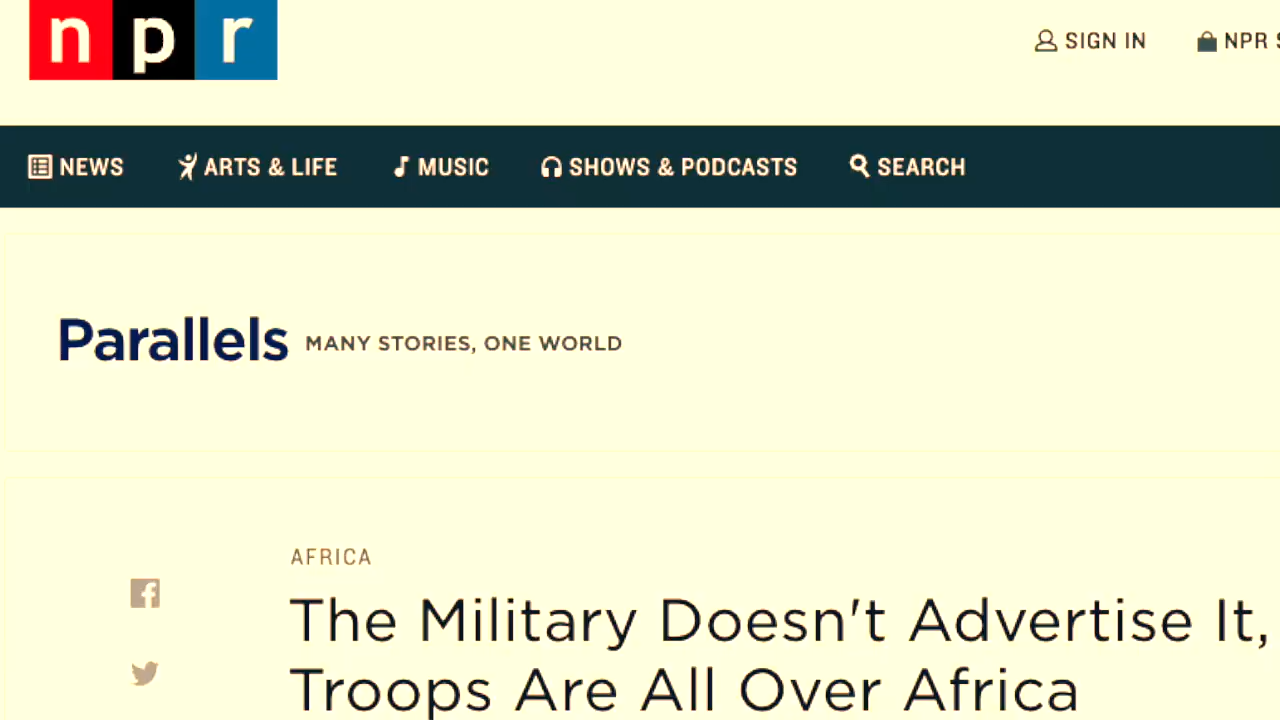 npr
SIGN IN
NPR S
NEWS
ARTS & LIFE
MUSIC
SHOWS & PODCASTS
SEARCH
Parallels
MANY STORIES, ONE WORLD
AFRICA
The Military Doesn't Advertise It,
Troops Are All Over Africa